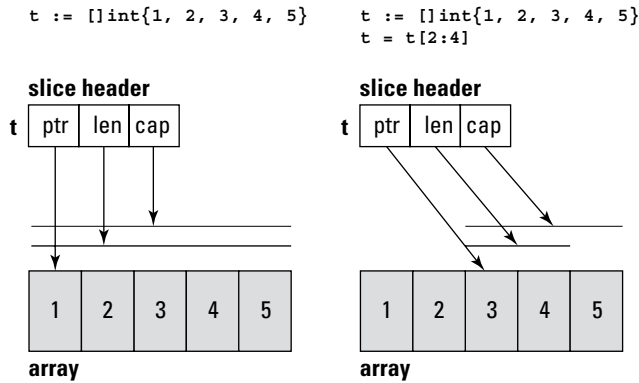 t := []int{1, 2, 3, 4, 5}
slice header
t ptr len cap
1 2 3 4 5
array
t := []int{1, 2, 3, 4, 5}
t = t[2:4]
slice header
t ptr len cap
1 2 3 4 5
array